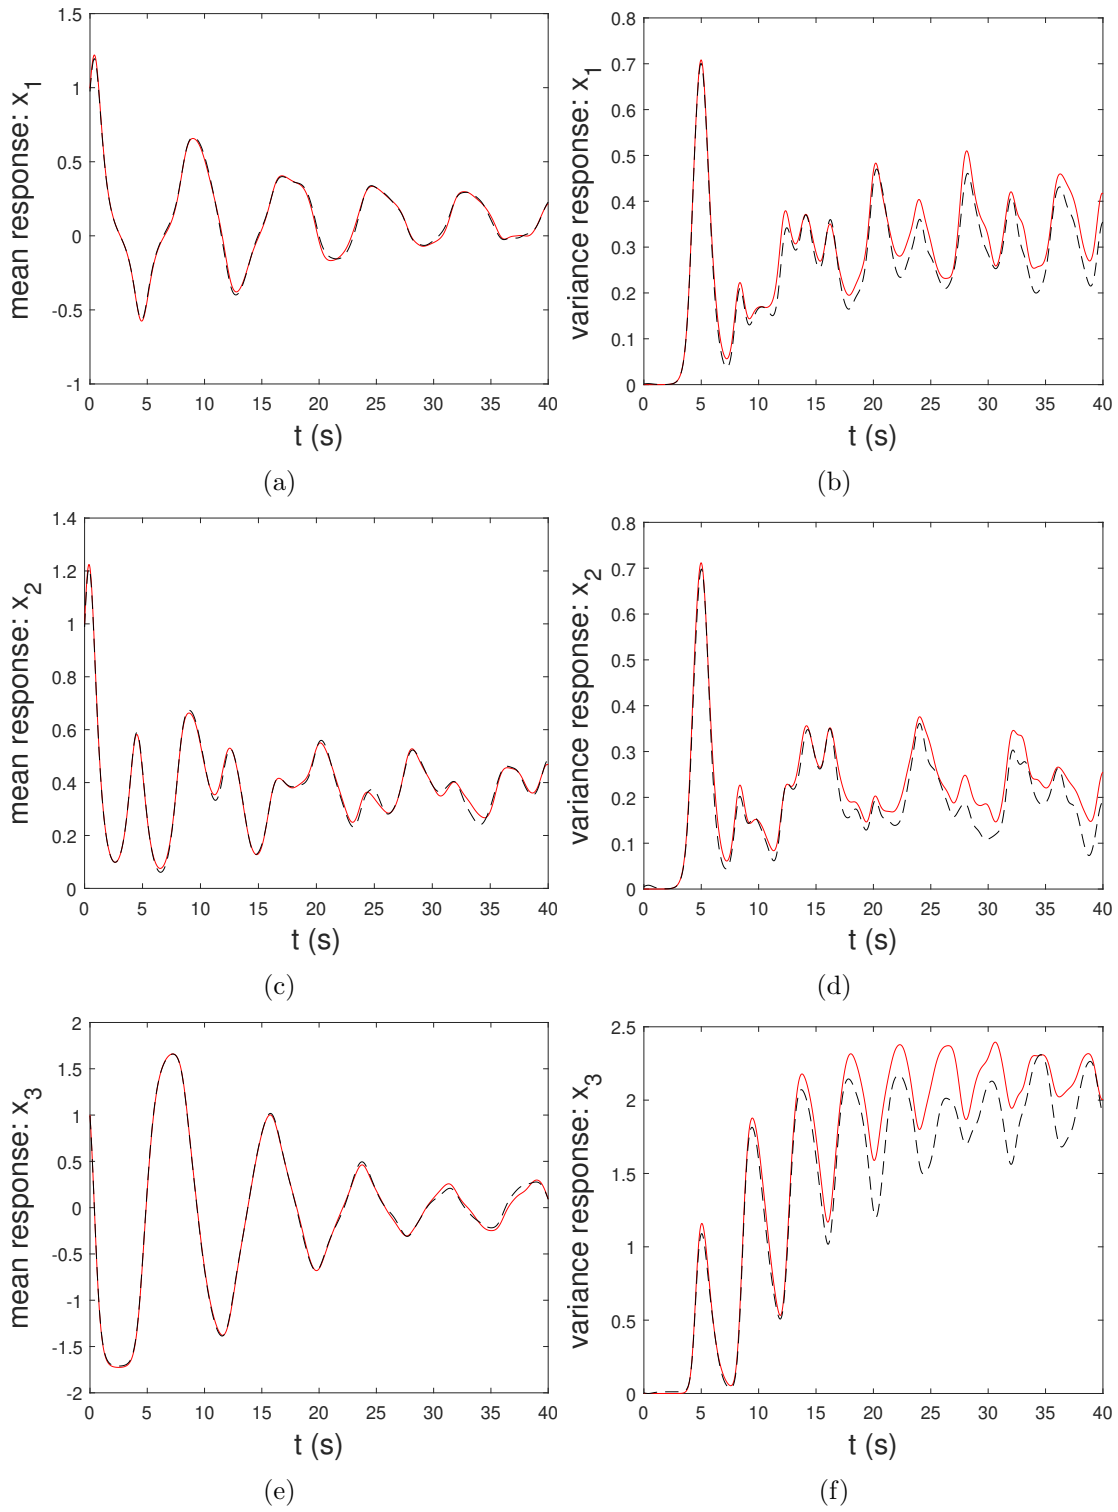 mean response: x1
1.5
1
0.5
0
-0.5
-1
0 5 10 15 20 25 30 35 40
t (s)
(a)
variance response: x1
0.8
0.7
0.6
0.5
0.4
0.3
0.2
0.1
0
0 5 10 15 20 25 30 35 40
t (s)
(b)
mean response: x2
1.4
1.2
1
0.8
0.6
0.4
0.2
0
0 5 10 15 20 25 30 35 40
t (s)
(c)
variance response: x2
0.8
0.7
0.6
0.5
0.4
0.3
0.2
0.1
0
0 5 10 15 20 25 30 35 40
t (s)
(d)
mean response: x3
2
1.5
1
0.5
0
-0.5
-1
-1.5
-2
0 5 10 15 20 25 30 35 40
t (s)
(e)
variance response: x3
2.5
2
1.5
1
0.5
0
0 5 10 15 20 25 30 35 40
t (s)
(f)